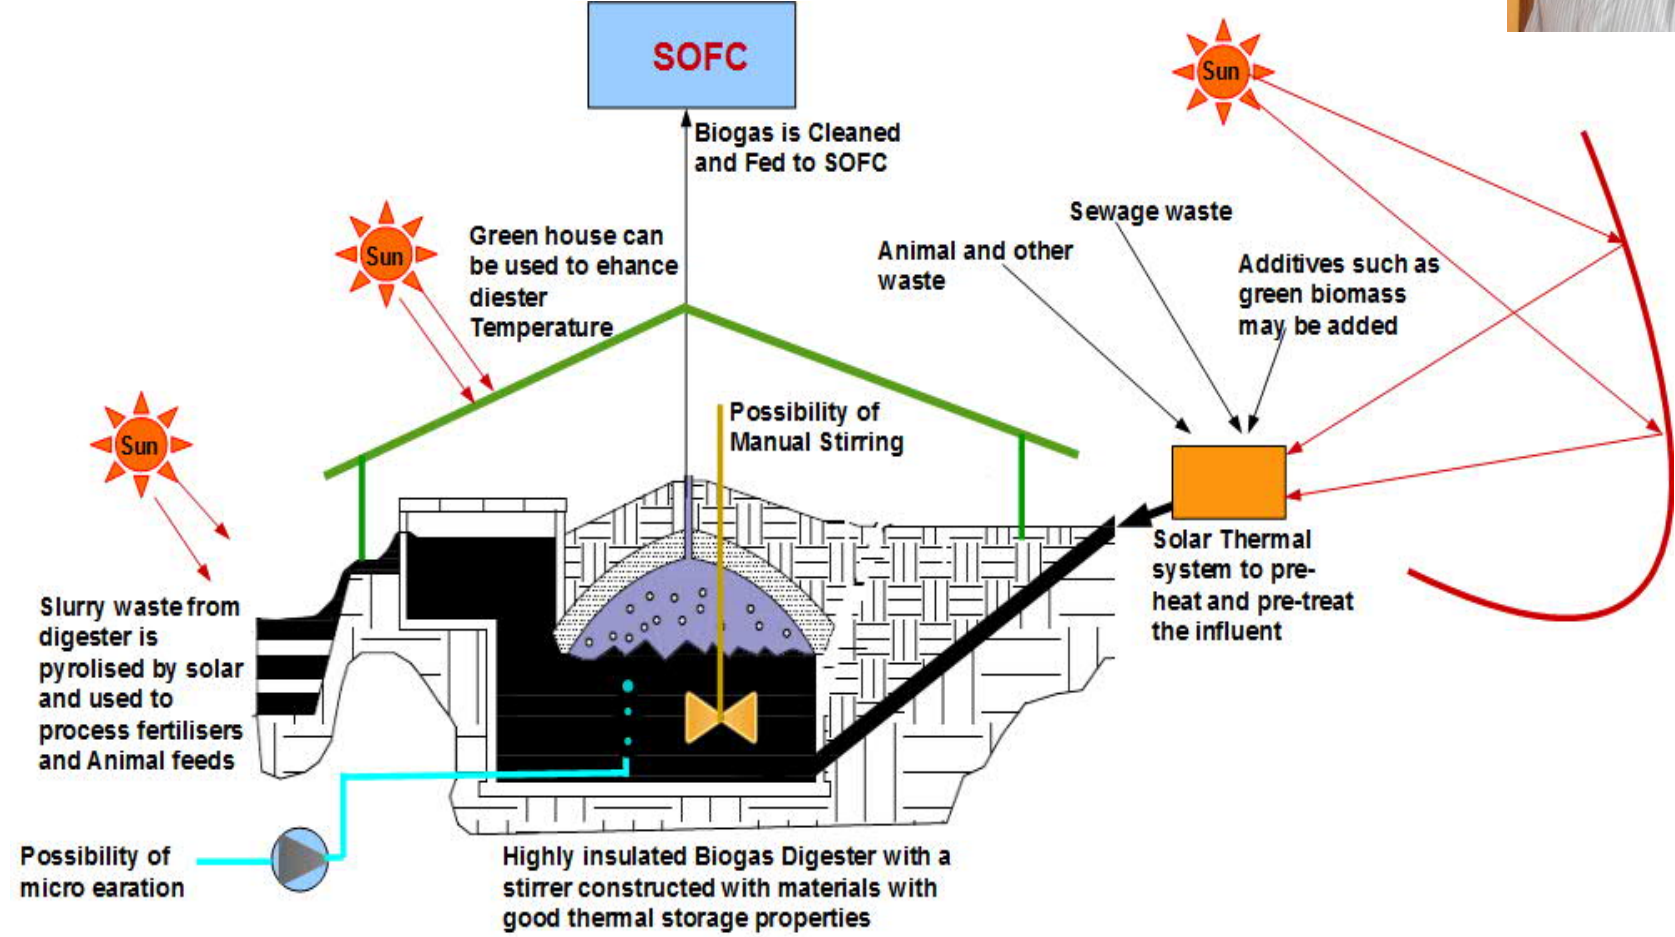 SOFC
Biogas is Cleaned
and Fed to SOFC
Sun
Sewage waste
Animal and other
waste
Additives such as
green biomass
may be added
Sun
Green house can
be used to ehance
diester
Temperature
Possibility of
Manual Stirring
Sun
Solar Thermal
system to pre-
heat and pre-treat
the influent
Slurry waste from
digester is
pyrolised by solar
and used to
process fertilisers
and Animal feeds
Possibility of
micro earation
Highly insulated Biogas Digester with a
stirrer constructed with materials with
good thermal storage properties